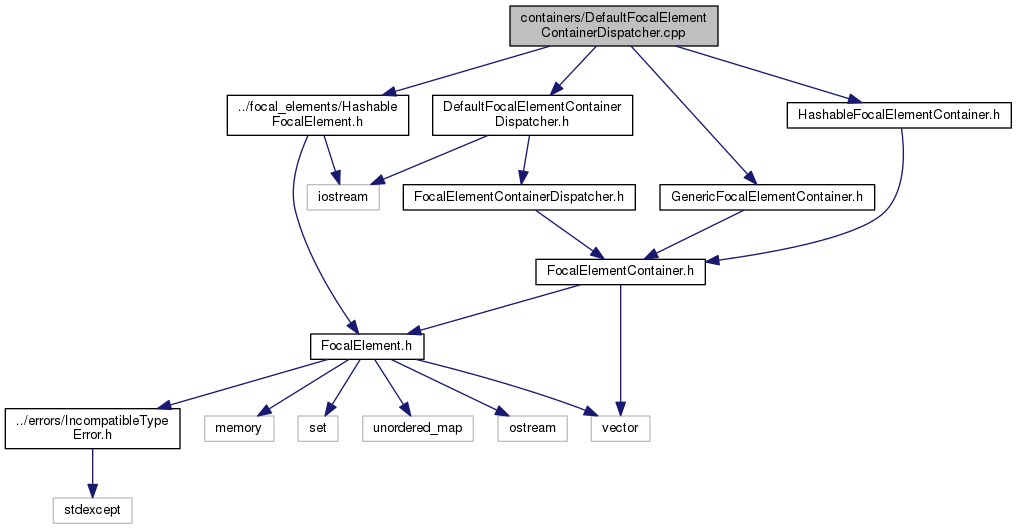 containers/DefaultFocalElement
ContainerDispatcher.cpp
../focal_elements/Hashable
FocalElement.h
DefaultFocalElementContainer
Dispatcher.h
HashableFocalElementContainer.h
iostream
FocalElementContainerDispatcher.h
GenericFocalElementContainer.h
FocalElementContainer.h
FocalElement.h
../errors/IncompatibleType
Error.h
memory
set
unordered_map
ostream
vector
stdexcept